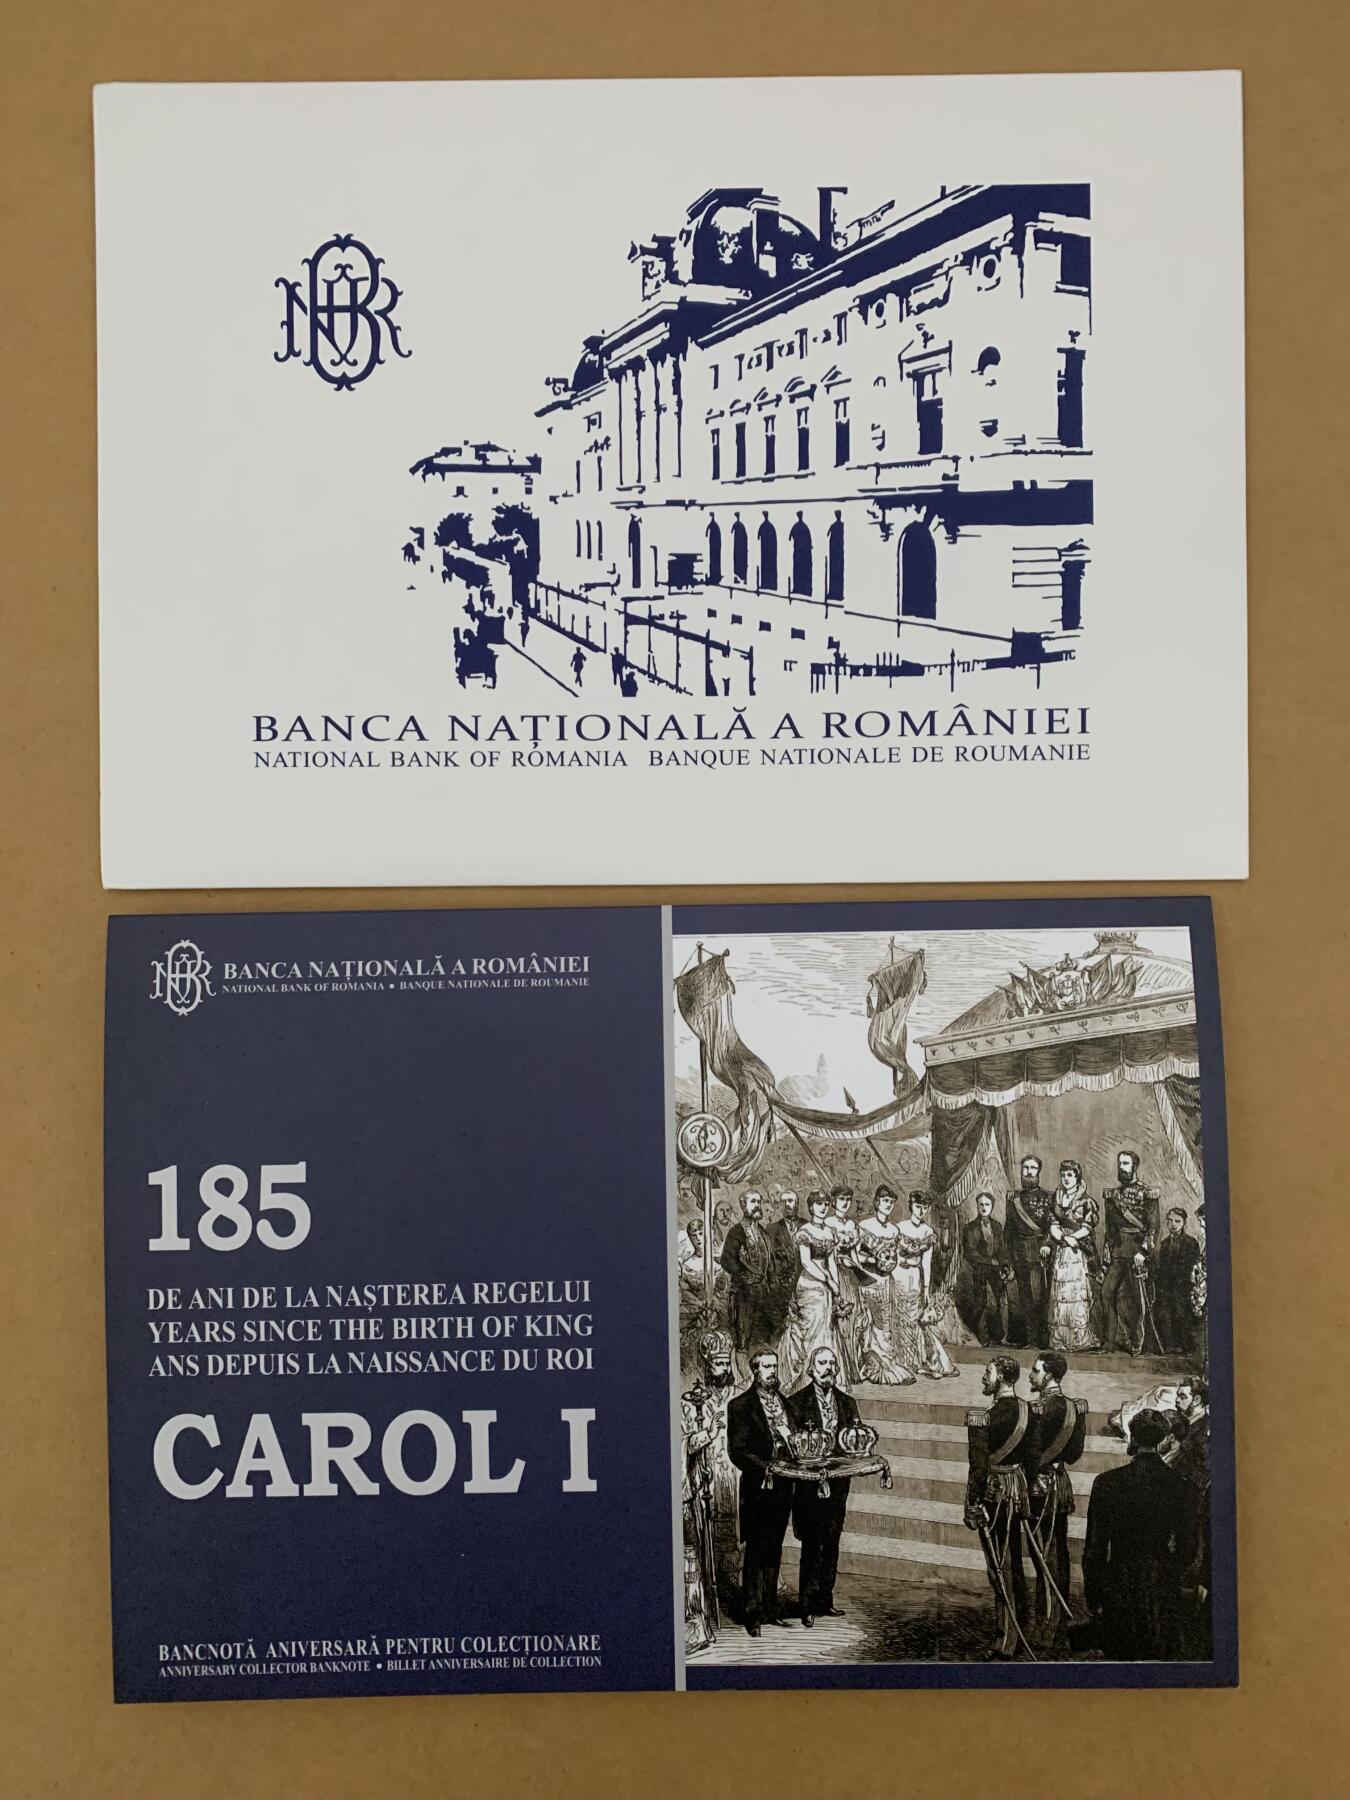 NBR
BANCA NAȚIONALĂ A ROMÂNIEI
NATIONAL BANK OF ROMANIA BANQUE NATIONALE DE ROUMANIE
NBR
BANCA NAȚIONALĂ A ROMÂNIEI
NATIONAL BANK OF ROMANIA • BANQUE NATIONALE DE ROUMANIE
185
DE ANI DE LA NAȘTEREA REGELUI
YEARS SINCE THE BIRTH OF KING
ANS DEPUIS LA NAISSANCE DU ROI
CAROL I
BANCNOTĂ ANIVERSARĂ PENTRU COLECȚIONARE
ANNIVERSARY COLLECTOR BANKNOTE • BILLET ANNIVERSAIRE DE COLLECTION